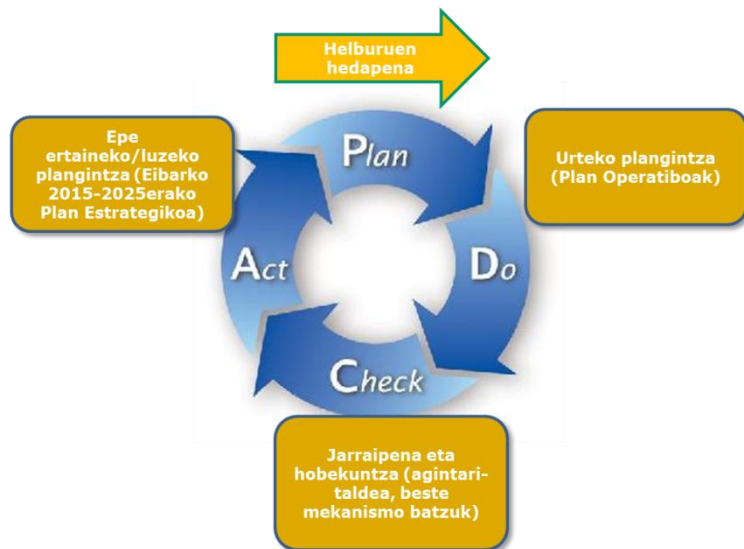 Helburuen
hedapena
Epe
ertaineko/luzeko
plangintza (Eibarko
2015-2025erako
Plan Estrategikoa)
Plan
Urteko plangintza
(Plan Operatiboak)
Act
Do
Check
Jarraipena eta
hobekuntza (agintari-
taldea, beste
mekanismo batzuk)